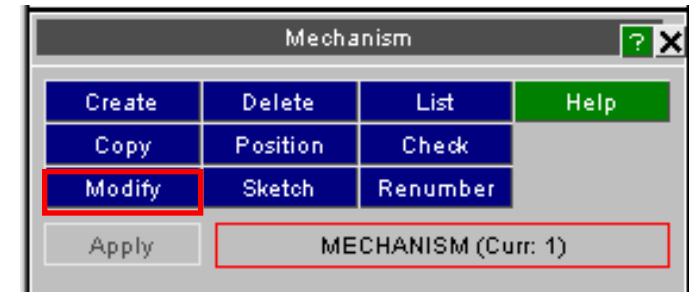 Mechanism ? X
Create Delete List Help
Copy Position Check
Modify Sketch Renumber
Apply MECHANISM (Curr: 1)